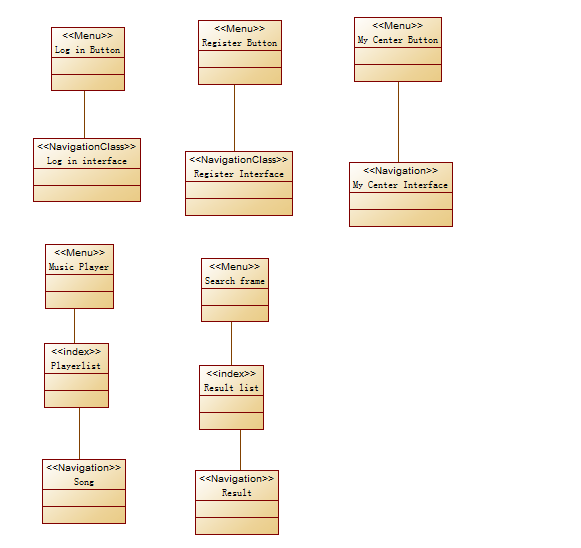 <<Menu>>
Log in Button
<<NavigationClass>>
Log in interface
<<Menu>>
Register Button
<<NavigationClass>>
Register Interface
<<Menu>>
My Center Button
<<Navigation>>
My Center Interface
<<Menu>>
Music Player
<<index>>
Playerlist
<<Navigation>>
Song
<<Menu>>
Search frame
<<index>>
Result list
<<Navigation>>
Result